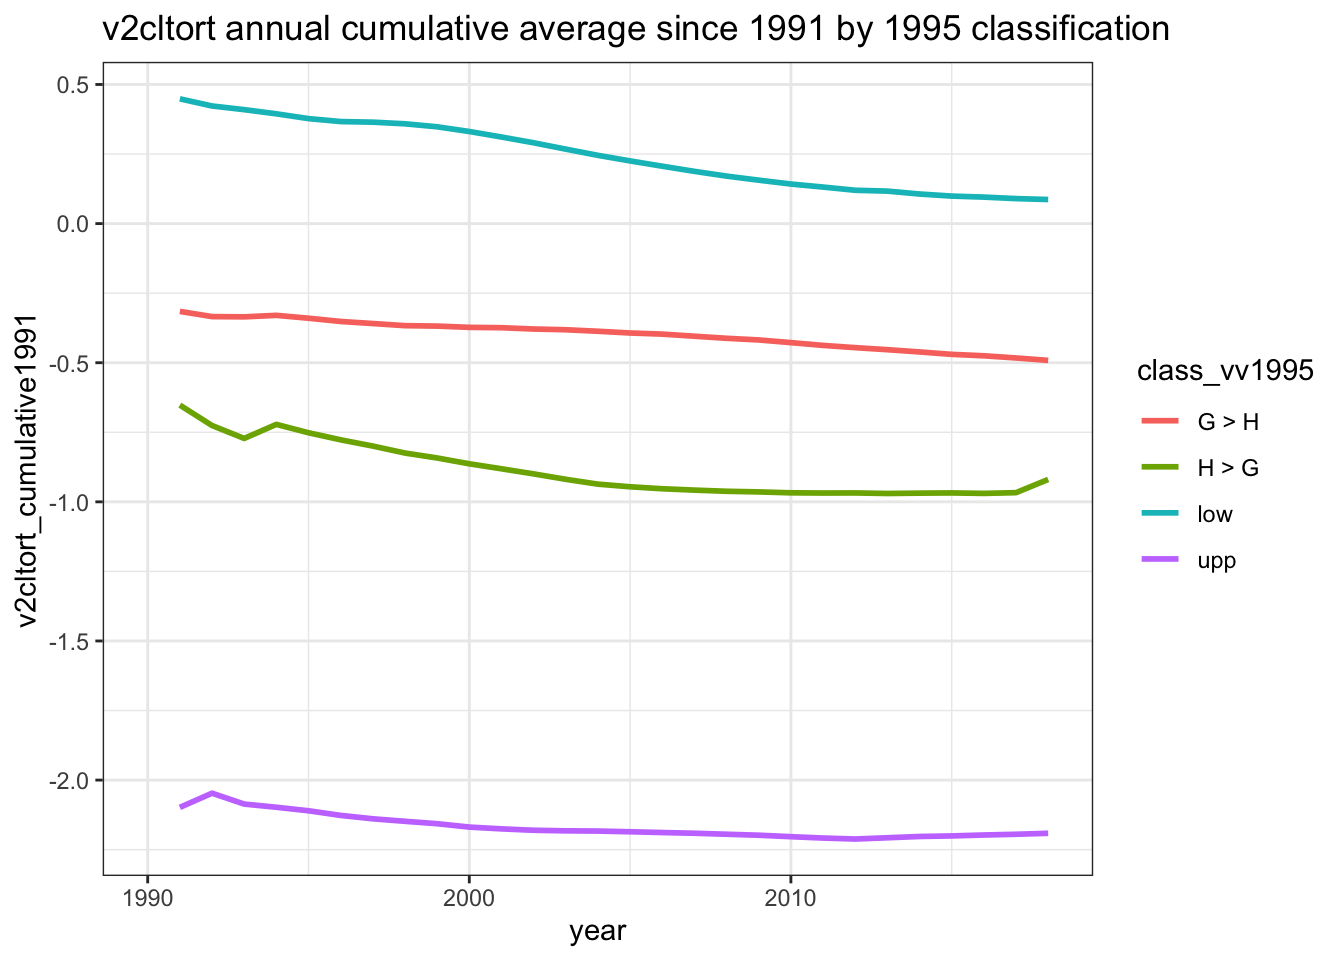 v2cltort annual cumulative average since 1991 by 1995 classification
v2cltort_cumulative1991
0.5
0.0
-0.5
-1.0
-1.5
-2.0
1990
2000
2010
year
class_vv1995
G > H
H > G
low
upp